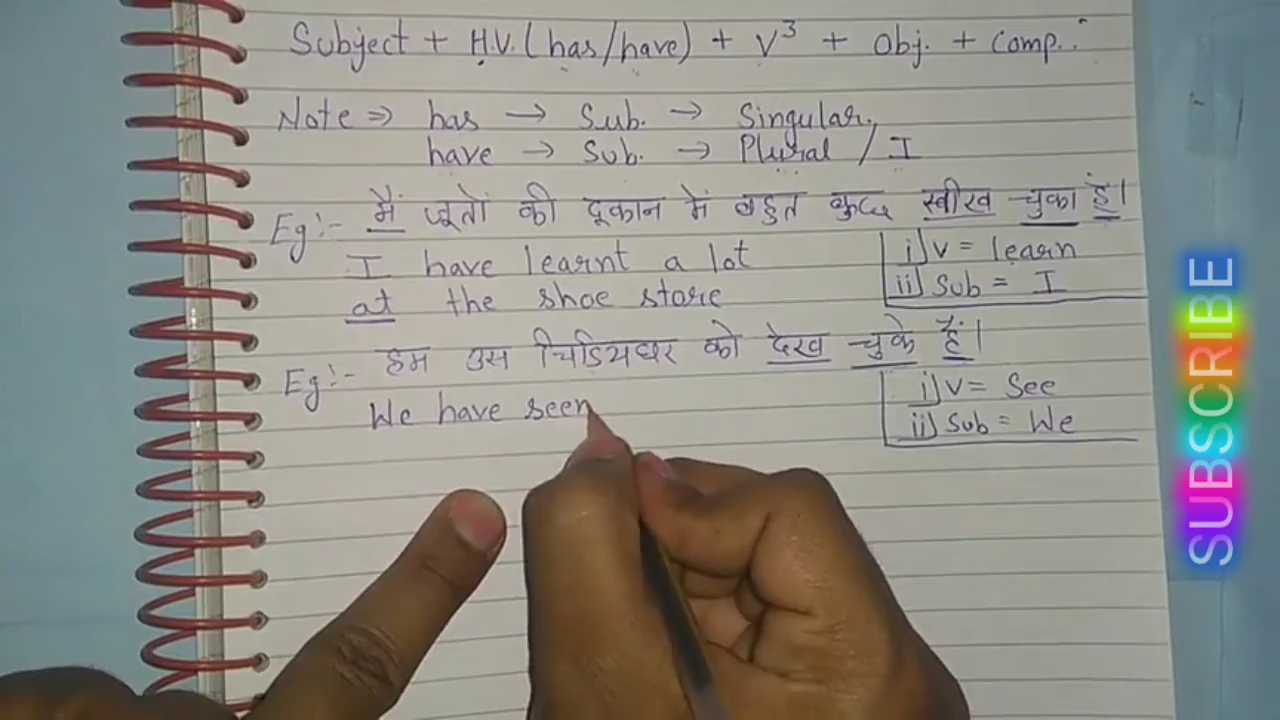 Subject + H.V. (has/have) + V³ + Obj. + Comp..
Note ⇒ has → Sub. → Singular.
have → Sub. → Plural / I
Eg:- मैं जूतों की दूकान में बहुत कुछ सीख चुका हूं।
I have learnt a lot
at the shoe store
i) V = learn
ii) Sub = I
Eg:- हम उस चिडियघर को देख चुके हैं।
We have seen
i) V = See
ii) Sub = We
SUBSCRIBE